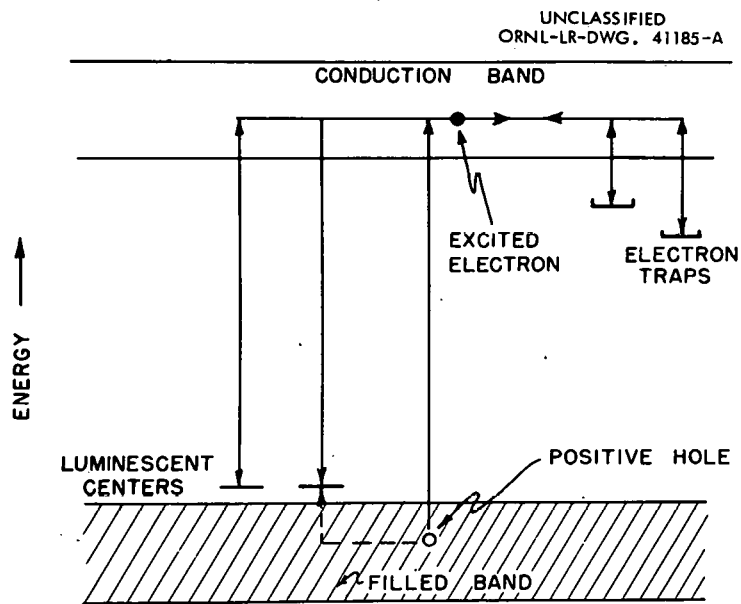 UNCLASSIFIED
ORNL-LR-DWG. 41185-A
CONDUCTION BAND
EXCITED
ELECTRON
ELECTRON
TRAPS
ENERGY
LUMINESCENT
CENTERS
POSITIVE HOLE
FILLED BAND